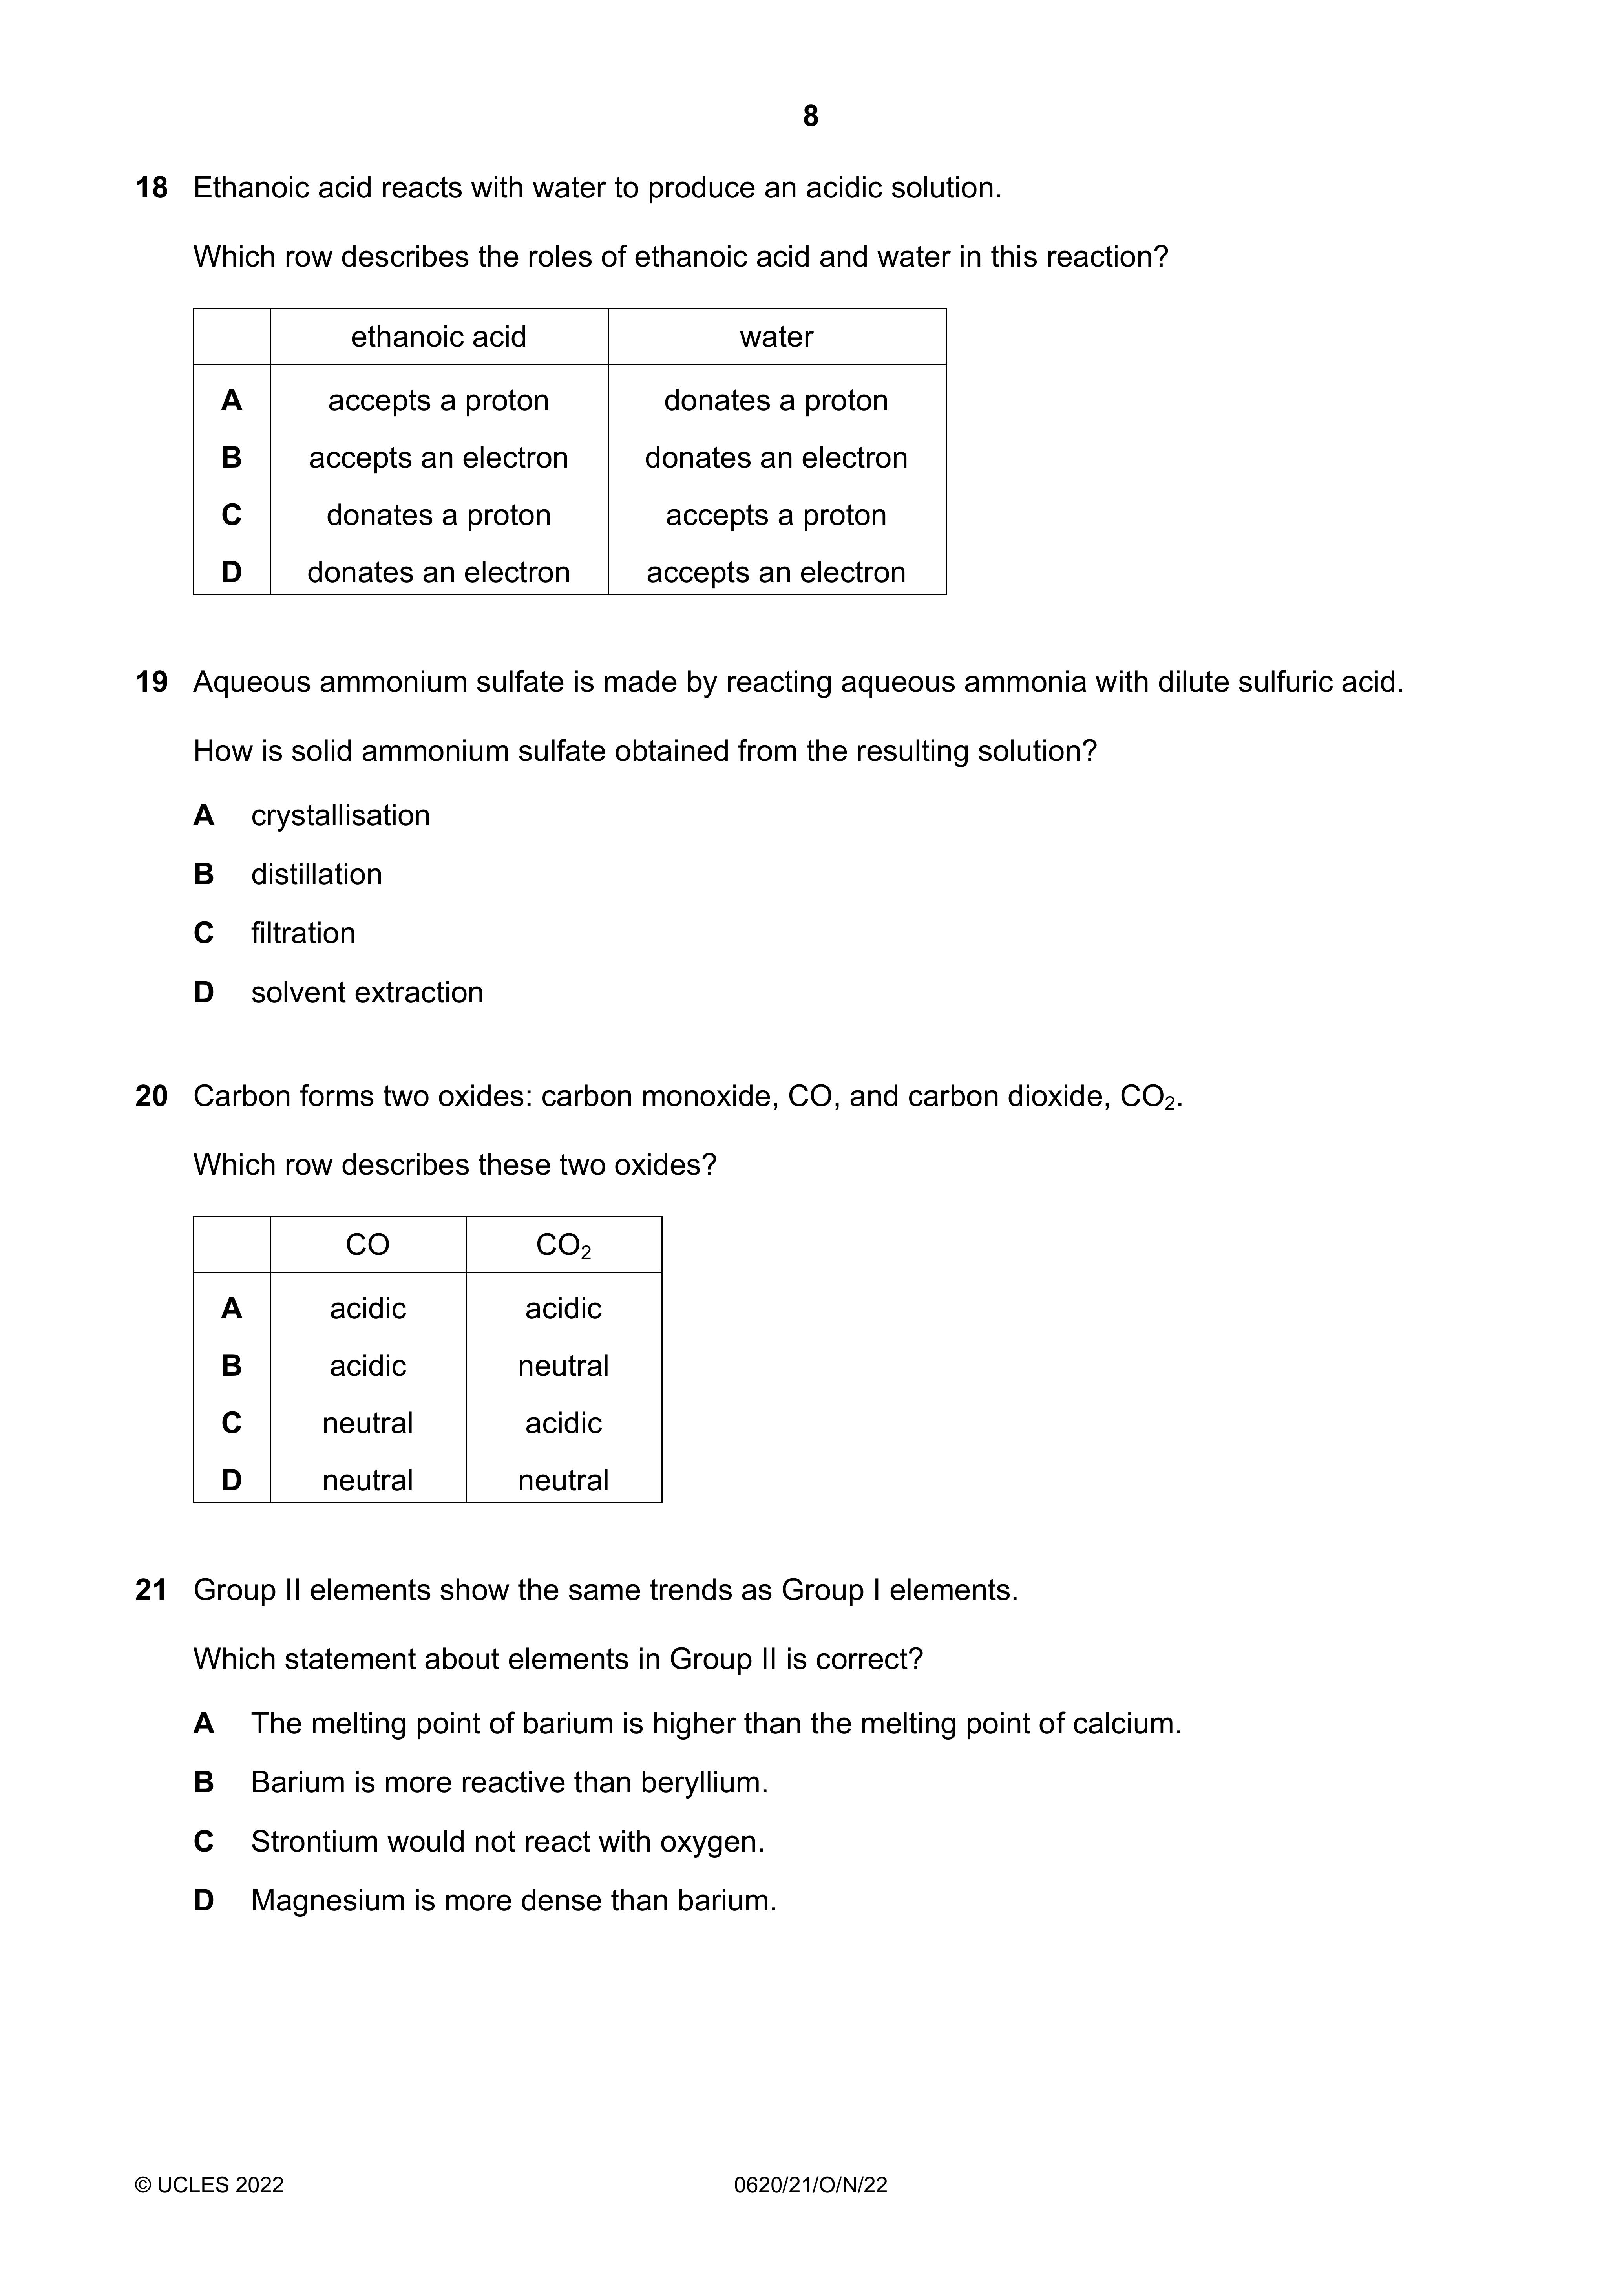 8
18 Ethanoic acid reacts with water to produce an acidic solution.
Which row describes the roles of ethanoic acid and water in this reaction?
ethanoic acid water
A accepts a proton donates a proton
B accepts an electron donates an electron
C donates a proton accepts a proton
D donates an electron accepts an electron
19 Aqueous ammonium sulfate is made by reacting aqueous ammonia with dilute sulfuric acid.
How is solid ammonium sulfate obtained from the resulting solution?
A crystallisation
B distillation
C filtration
D solvent extraction
20 Carbon forms two oxides: carbon monoxide, CO, and carbon dioxide, CO₂.
Which row describes these two oxides?
CO CO₂
A acidic acidic
B acidic neutral
C neutral acidic
D neutral neutral
21 Group II elements show the same trends as Group I elements.
Which statement about elements in Group II is correct?
A The melting point of barium is higher than the melting point of calcium.
B Barium is more reactive than beryllium.
C Strontium would not react with oxygen.
D Magnesium is more dense than barium.
© UCLES 2022 0620/21/O/N/22